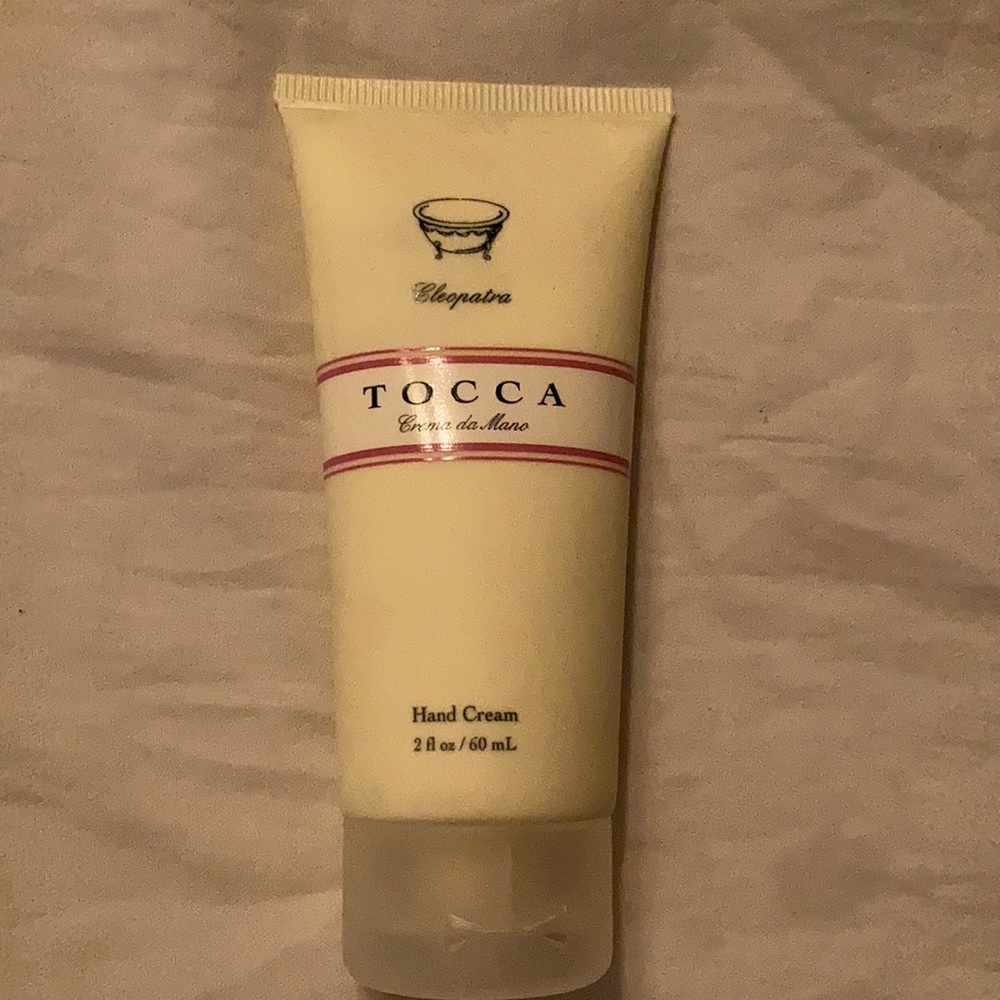 Cleopatra
TOCCA
Crema da Mano
Hand Cream
2 fl oz / 60 mL